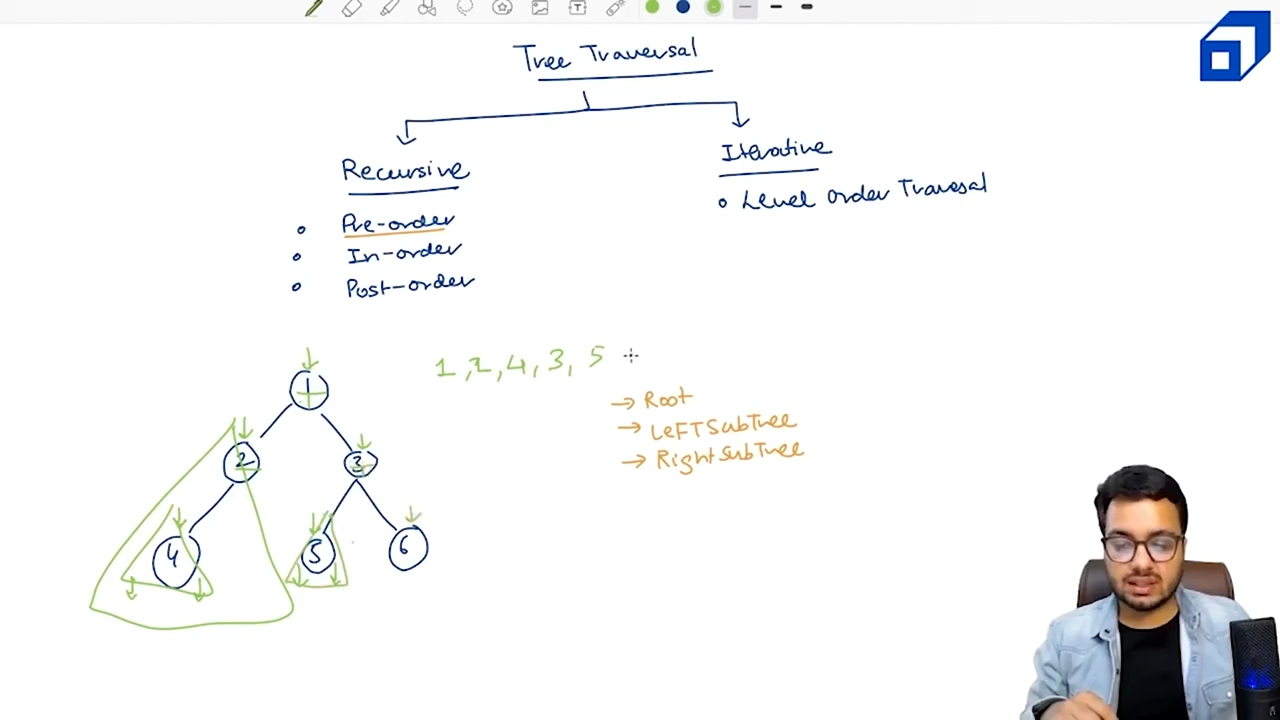 Tree Traversal
Recursive
Iterative
Pre-order
Level Order Traversal
In-order
Post-order
1, 2, 4, 3, 5
Root
LeFTSubTree
RightSubTree
1
2
3
4
5
6